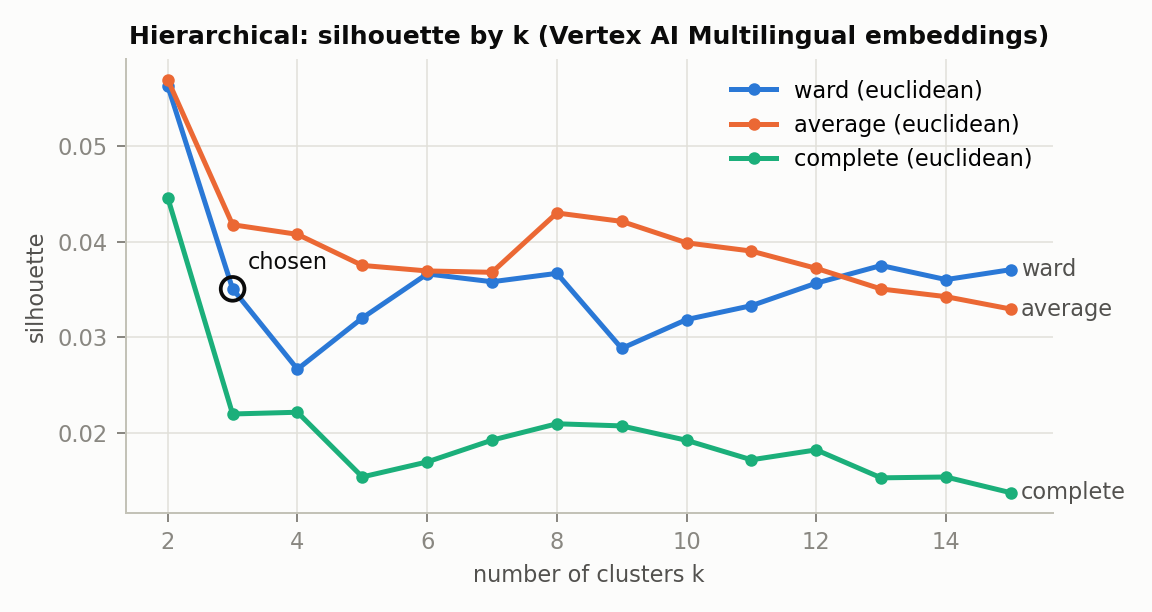 Hierarchical: silhouette by k (Vertex AI Multilingual embeddings)
ward (euclidean)
average (euclidean)
complete (euclidean)
0.05
0.04
0.03
0.02
silhouette
chosen
ward
average
complete
2 4 6 8 10 12 14
number of clusters k